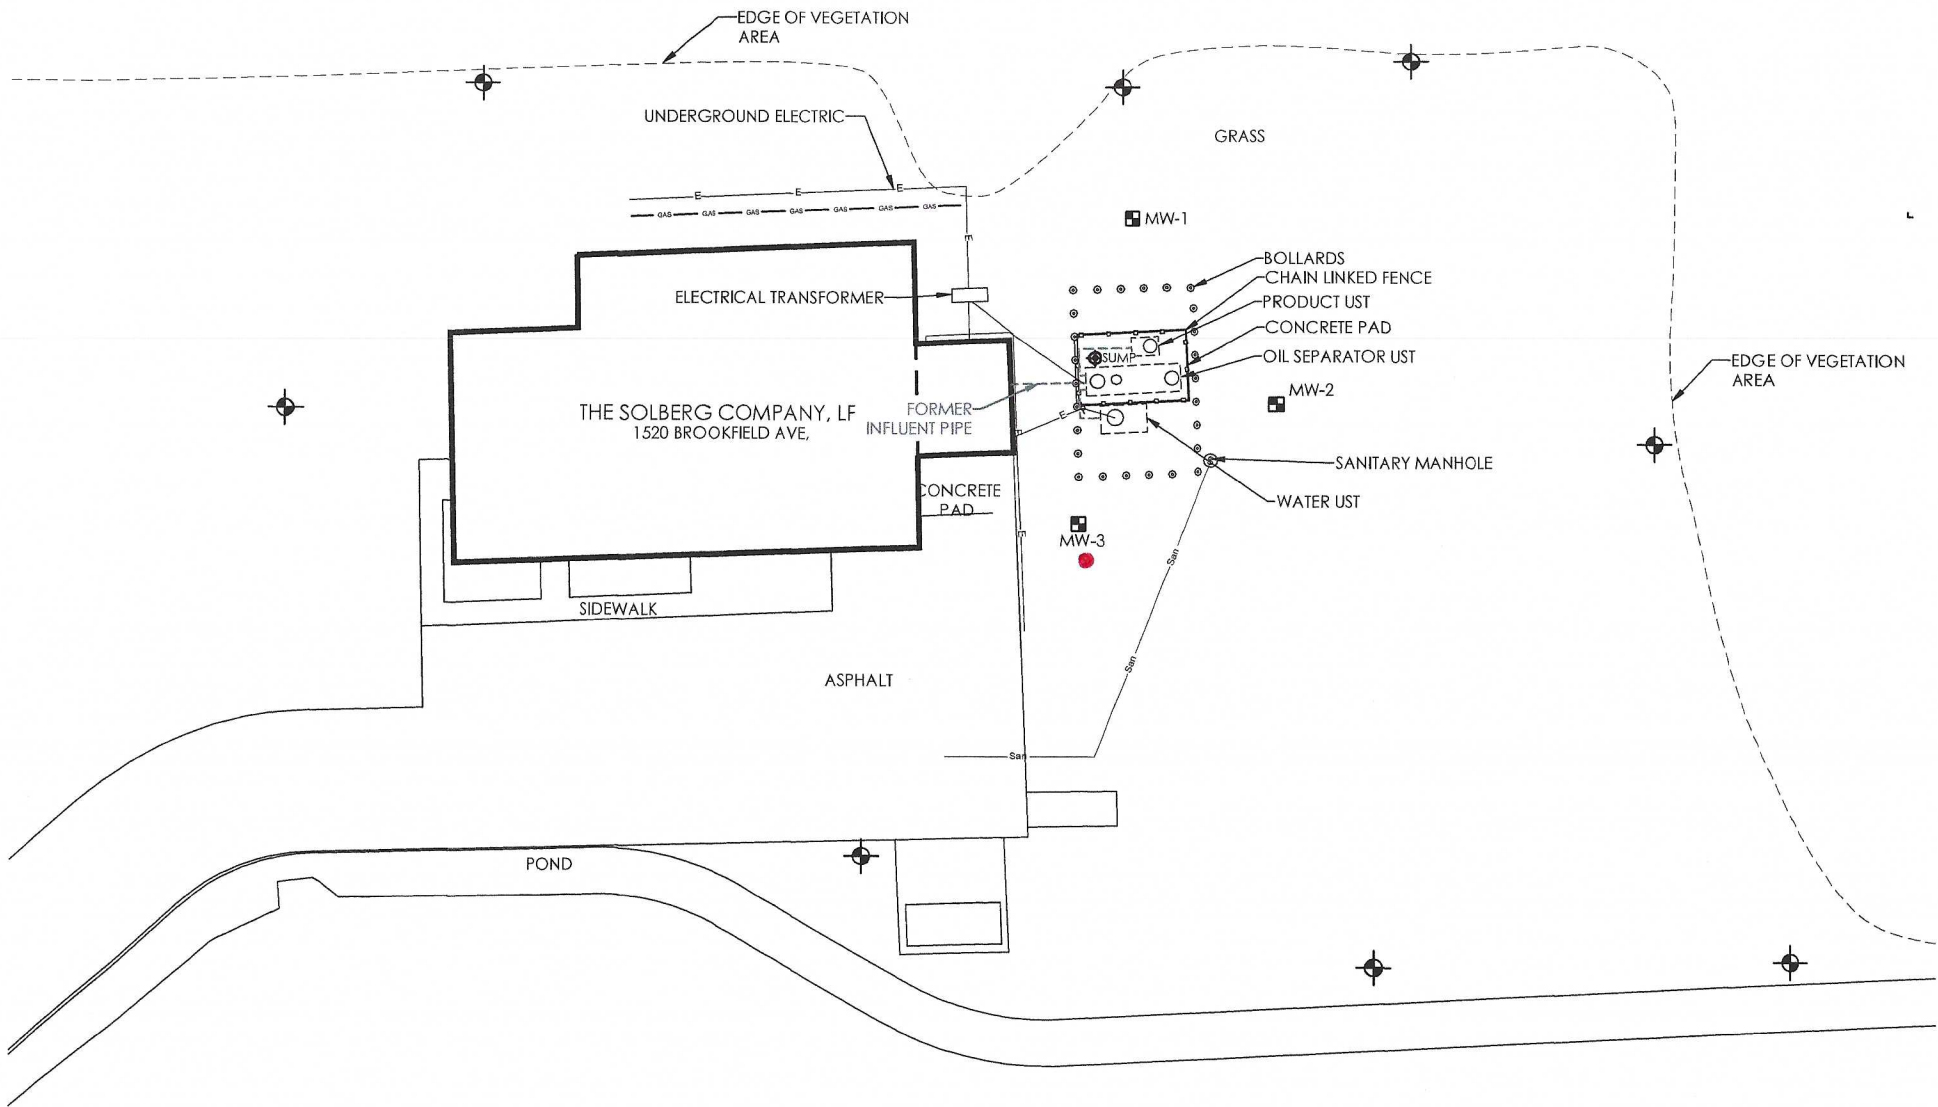 EDGE OF VEGETATION
AREA
UNDERGROUND ELECTRIC
GRASS
E
E
E
GAS
GAS
GAS
GAS
GAS
GAS
GAS
E
MW-1
BOLLARDS
CHAIN LINKED FENCE
PRODUCT UST
CONCRETE PAD
OIL SEPARATOR UST
ELECTRICAL TRANSFORMER
SUMP
EDGE OF VEGETATION
AREA
MW-2
THE SOLBERG COMPANY, LF
1520 BROOKFIELD AVE,
FORMER
INFLUENT PIPE
E
E
S
SANITARY MANHOLE
WATER UST
CONCRETE
PAD
E
MW-3
San
SIDEWALK
San
ASPHALT
San
POND